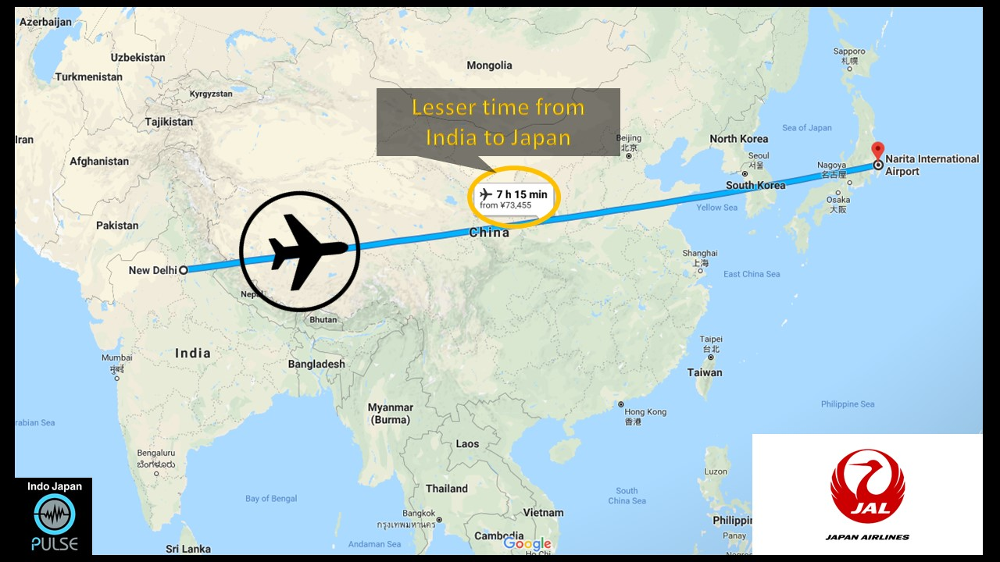 Azerbaijan
Uzbekistan
Turkmenistan
Kyrgyzstan
Tajikistan
Iran
Afghanistan
Pakistan
Mongolia
Lesser time from
India to Japan
Beijing
北京
North Korea
Seoul
서울
South Korea
Sapporo
札幌
Sea of Japan
Nagoya
名古屋
Narita International
Airport
Osaka
大阪
Yellow Sea
7 h 15 min
from ¥73,455
China
New Delhi
Nepal
Bhutan
Shanghai
上海
East China Sea
India
Mumbai
मुंबई
Bangladesh
Taipei
台北
Taiwan
Myanmar
(Burma)
Hong Kong
香港
Philippine Sea
rabian Sea
Laos
Bengaluru
ಬೆಂಗಳೂರು
Luzon
Thailand
Bay of Bengal
South
China Sea
Vietnam
Bangkok
กรุงเทพมหานคร
Philippin
Panay
Cambodia
Andaman Sea
Google
Ho Chi
Sri Lanka
Indo Japan
PULSE
JAL
JAPAN AIRLINES